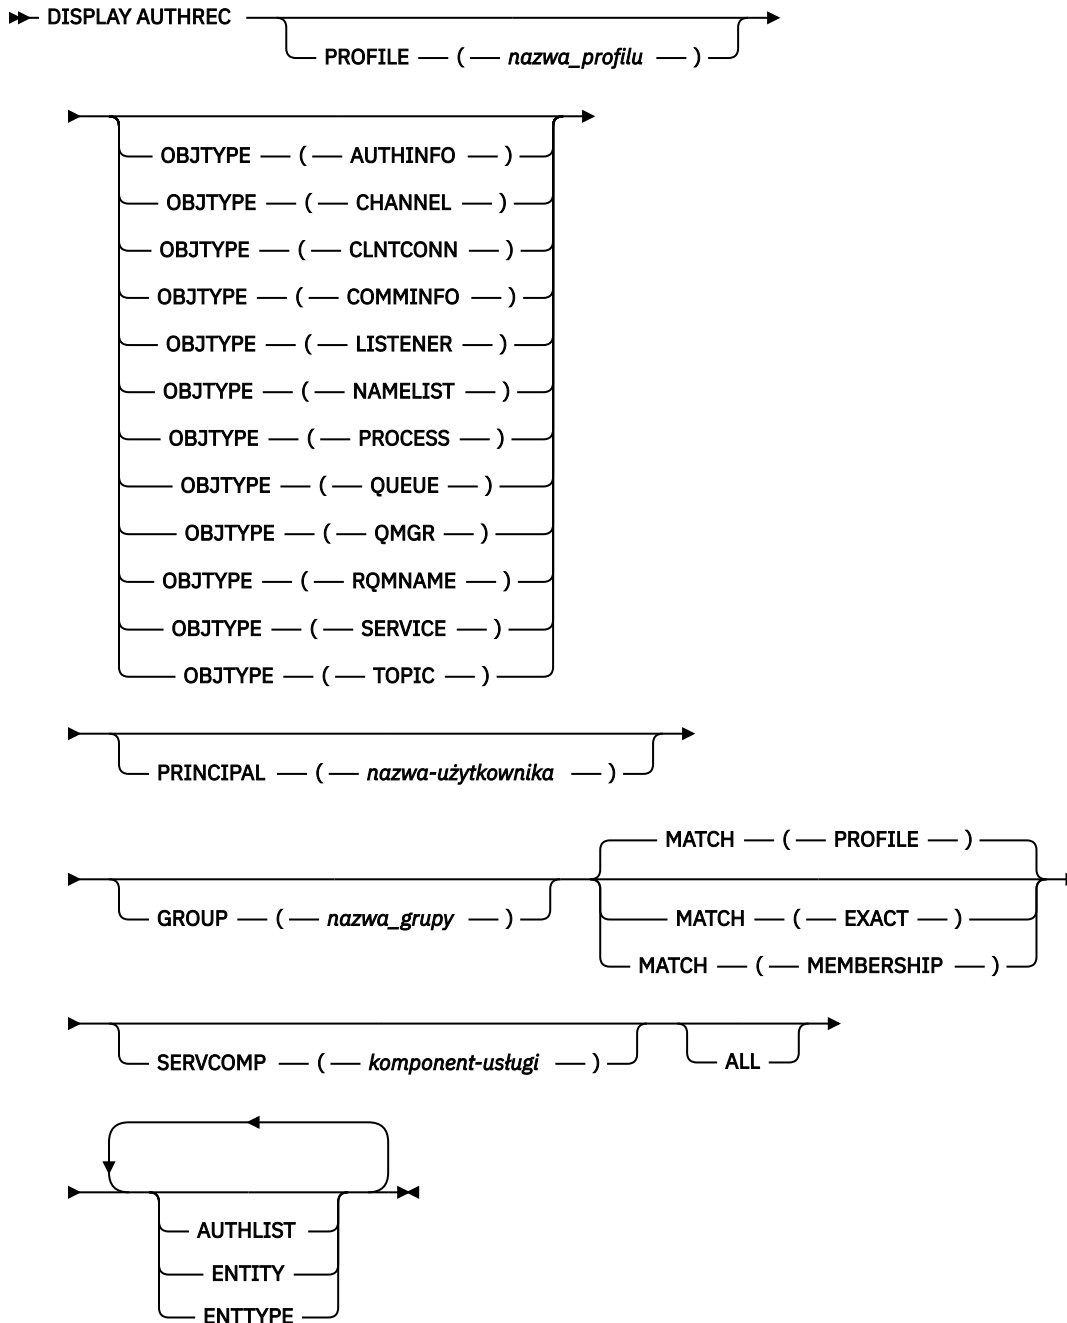 DISPLAY AUTHREC
PROFILE ( nazwa_profilu )
OBJTYPE ( AUTHINFO )
OBJTYPE ( CHANNEL )
OBJTYPE ( CLNTCONN )
OBJTYPE ( COMMINFO )
OBJTYPE ( LISTENER )
OBJTYPE ( NAMELIST )
OBJTYPE ( PROCESS )
OBJTYPE ( QUEUE )
OBJTYPE ( QMGR )
OBJTYPE ( RQMNAME )
OBJTYPE ( SERVICE )
OBJTYPE ( TOPIC )
PRINCIPAL ( nazwa-użytkownika )
MATCH ( PROFILE )
GROUP ( nazwa_grupy ) MATCH ( EXACT )
MATCH ( MEMBERSHIP )
SERVCOMP ( komponent-usługi ) ALL
AUTHLIST
ENTITY
ENTTYPE